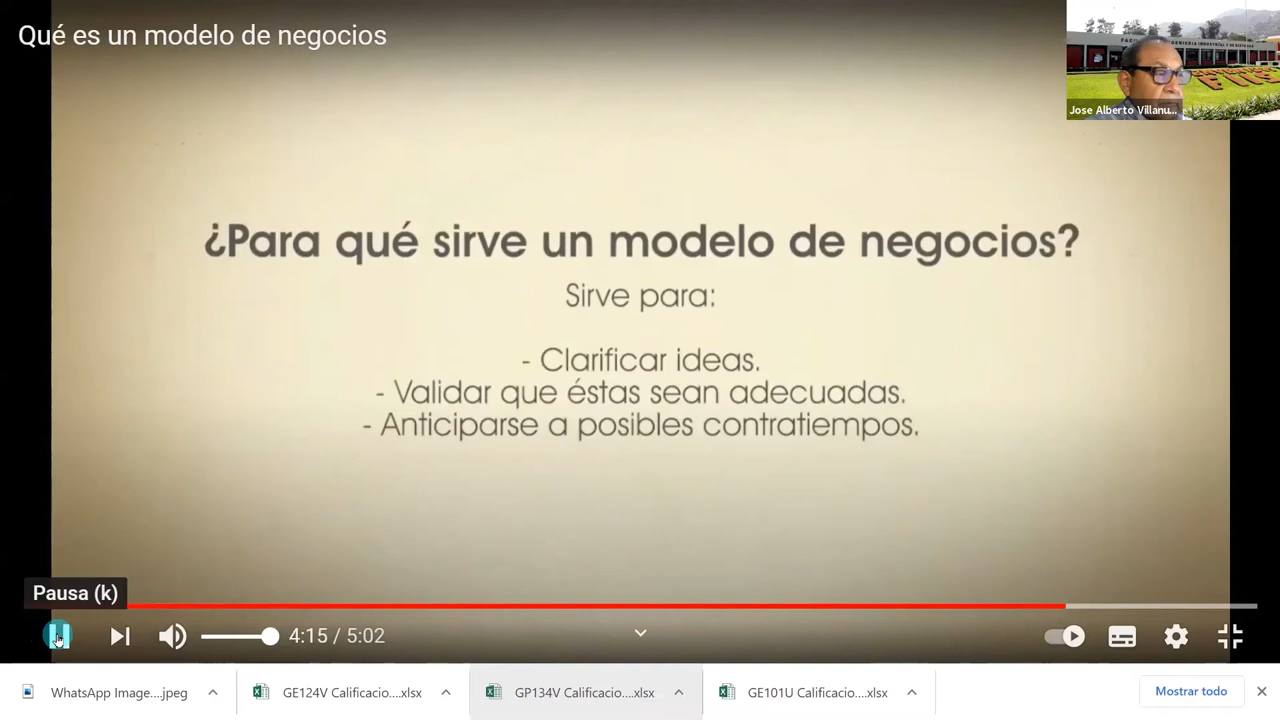 Qué es un modelo de negocios
Jose Alberto Villanu...
¿Para qué sirve un modelo de negocios?
Sirve para:
- Clarificar ideas.
- Validar que éstas sean adecuadas.
- Anticiparse a posibles contratiempos.
Pausa (k)
4:15 / 5:02
WhatsApp Image....jpeg
GE124V Calificacio....xlsx
GP134V Calificacio....xlsx
GE101U Calificacio....xlsx
Mostrar todo